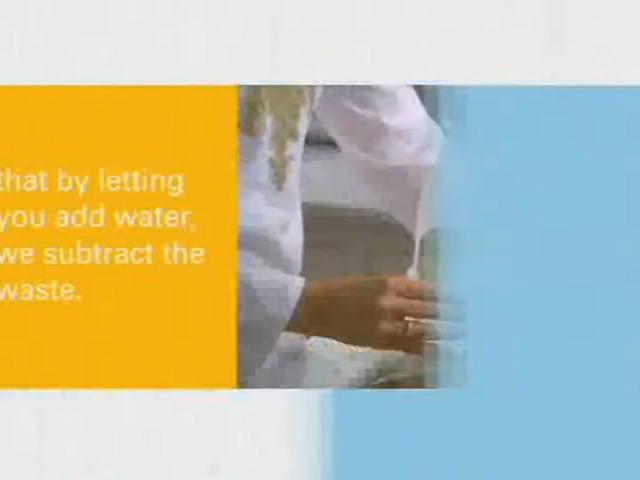 that by letting
you add water,
we subtract the
waste.